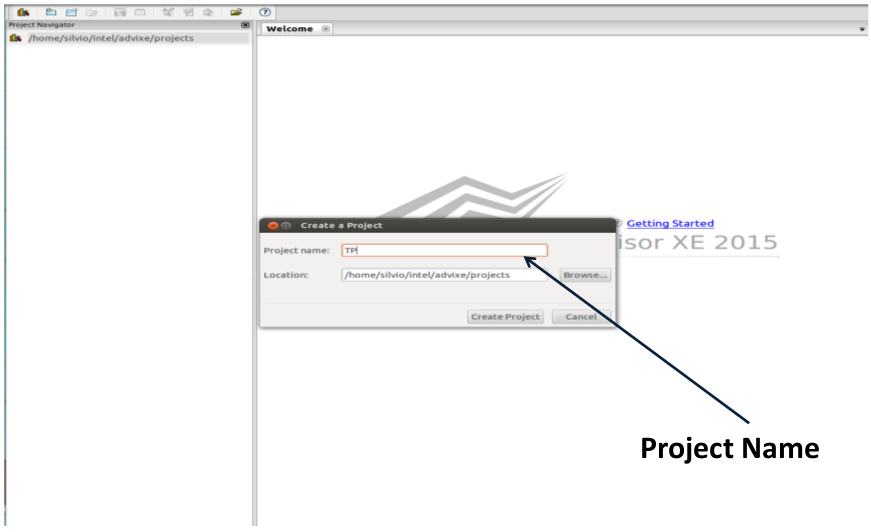 Project Navigator
/home/silvio/intel/advixe/projects
Welcome
Getting Started
isor XE 2015
Create a Project
Project name: TP
Location: /home/silvio/intel/advixe/projects Browse...
Create Project Cancel
Project Name